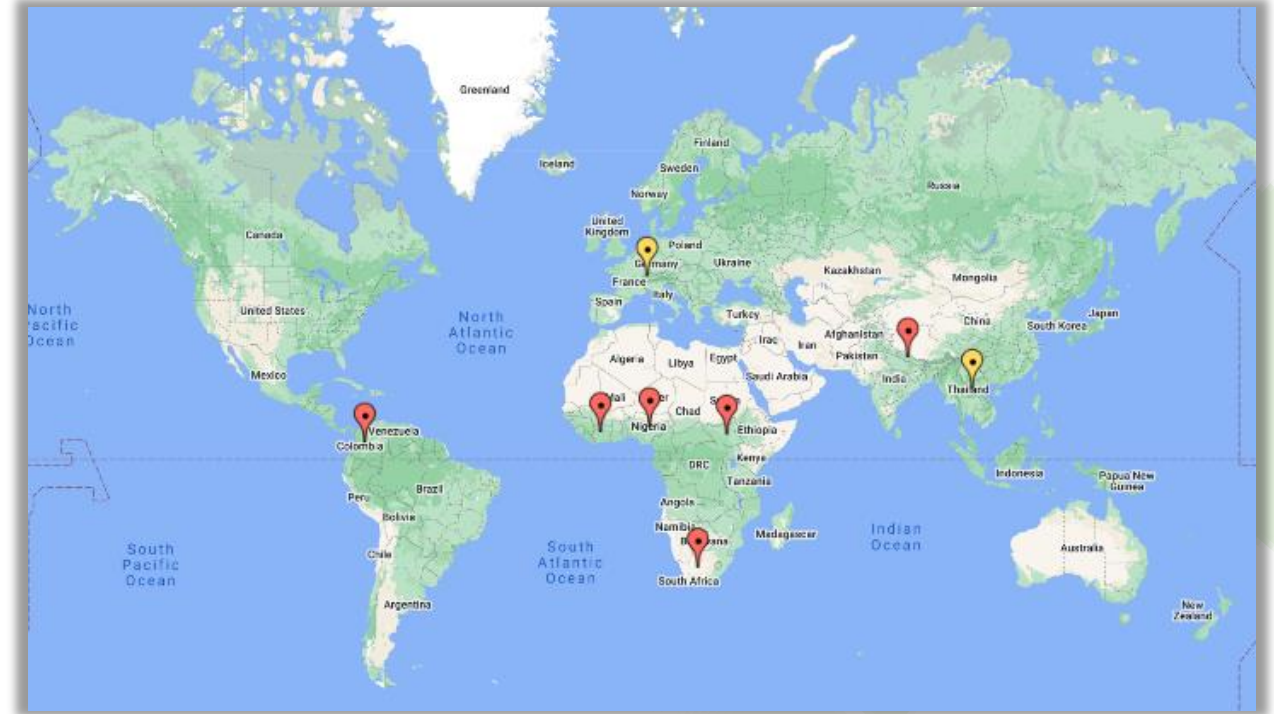 Greenland
Iceland
Finland
Sweden
Norway
Russia
United
Kingdom
Canada
Poland
Germany
Ukraine
Kazakhstan
Mongolia
France
Italy
Spain
United States
North
Atlantic
Ocean
North
Pacific
Ocean
Turkey
China
Japan
South Korea
Afghanistan
Iraq
Iran
Pakistan
Algeria
Libya
Egypt
Saudi Arabia
India
Mexico
Thailand
Mali
Chad
Nigeria
Ethiopia
Venezuela
Colombia
DRC
Kenya
Tanzania
Indonesia
Papua New
Guinea
Brazil
Peru
Bolivia
Angola
Namibia
Botswana
Madagascar
Indian
Ocean
South
Pacific
Ocean
South
Atlantic
Ocean
Chile
Australia
South Africa
Argentina
New
Zealand